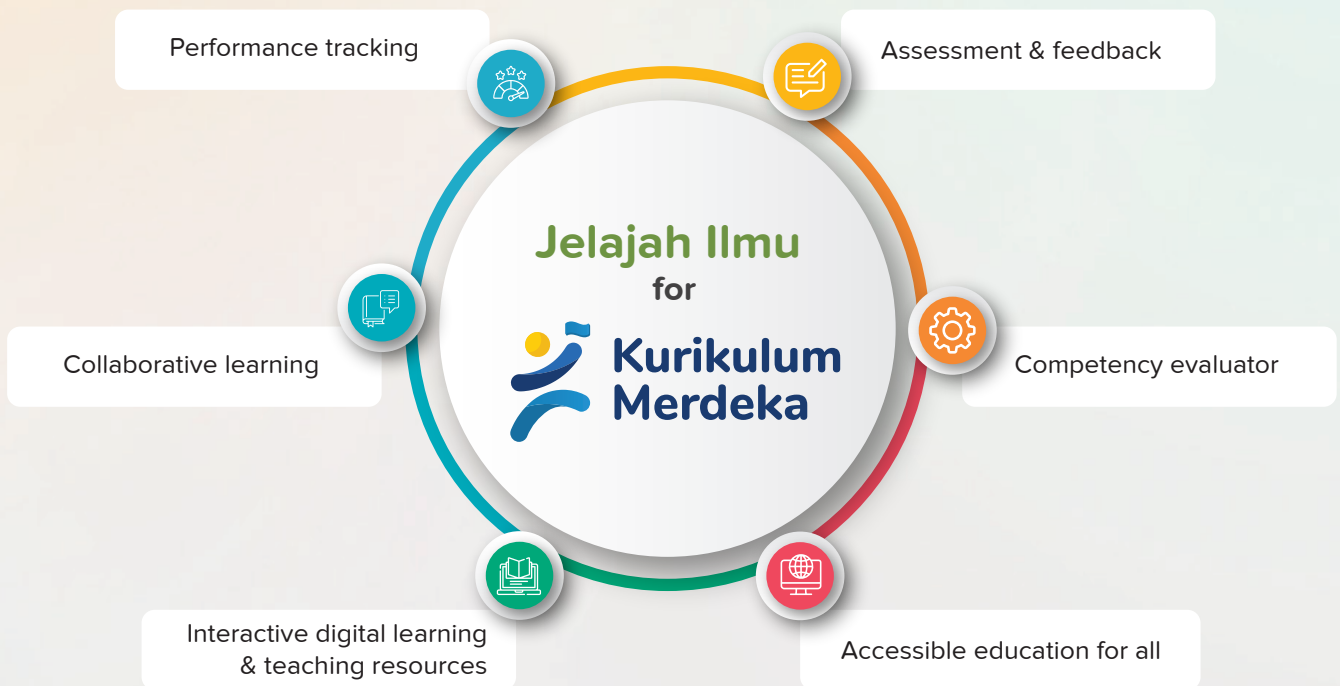 Performance tracking
Assessment & feedback
Jelajah Ilmu
for
Kurikulum
Merdeka
Collaborative learning
Competency evaluator
Interactive digital learning
& teaching resources
Accessible education for all